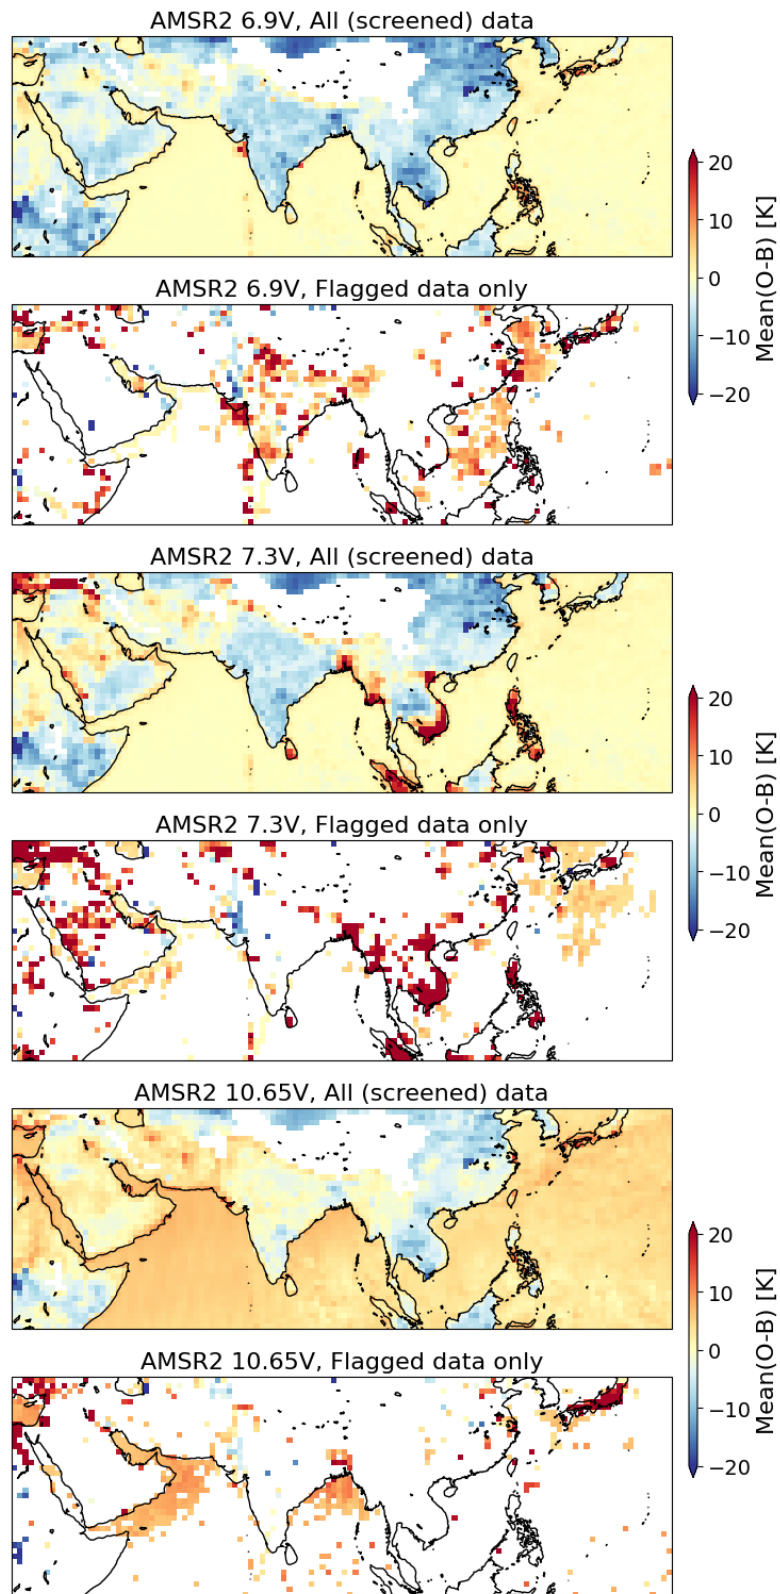 AMSR2 6.9V, All (screened) data
AMSR2 6.9V, Flagged data only
20
10
0
−10
−20
Mean(O-B) [K]
AMSR2 7.3V, All (screened) data
AMSR2 7.3V, Flagged data only
20
10
0
−10
−20
Mean(O-B) [K]
AMSR2 10.65V, All (screened) data
AMSR2 10.65V, Flagged data only
20
10
0
−10
−20
Mean(O-B) [K]